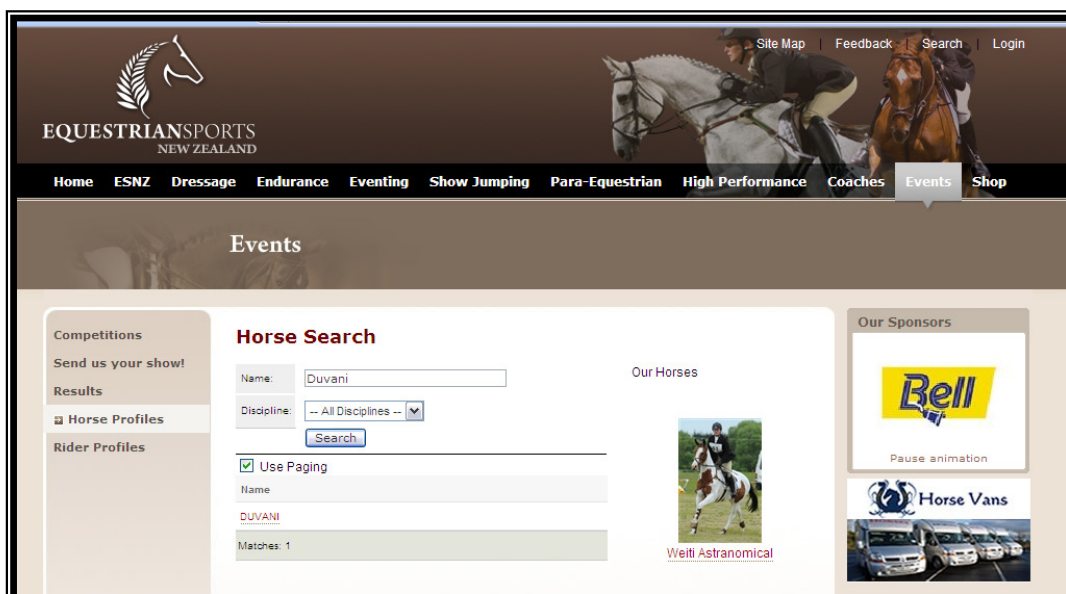 Site Map | Feedback | Search | Login
EQUESTRIANSPORTS
NEW ZEALAND
Home ESNZ Dressage Endurance Eventing Show Jumping Para-Equestrian High Performance Coaches Events Shop
Events
Competitions
Send us your show!
Results
Horse Profiles
Rider Profiles
Horse Search
Name: Duvani
Discipline: -- All Disciplines --
Search
Use Paging
Name
DUVANI
Matches: 1
Our Horses
Weiti Astranomical
Our Sponsors
Bell
Pause animation
Horse Vans